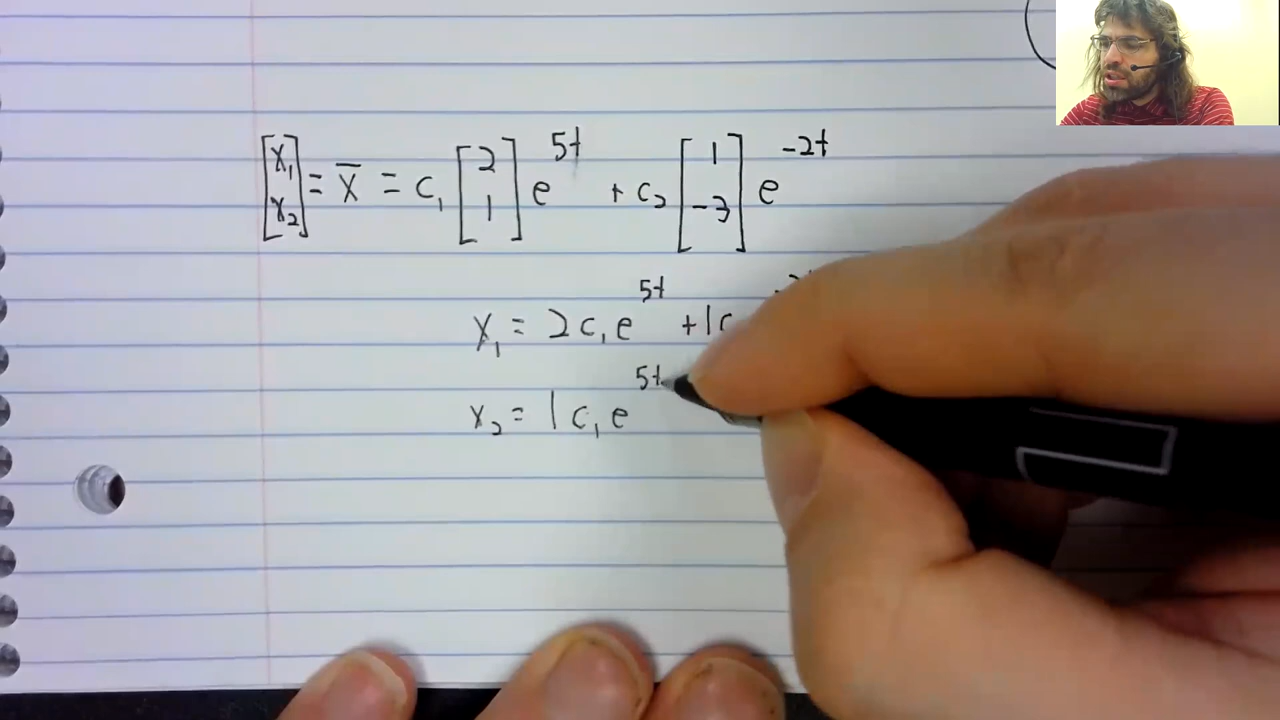 [x₁ x₂] = x̄ = c₁ [2 1] e^5t + c₂ [1 -3] e^-2t
x₁ = 2c₁e^5t + 1c
x₂ = 1c₁e^5t